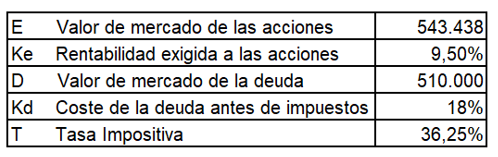 E Valor de mercado de las acciones 543.438
Ke Rentabilidad exigida a las acciones 9,50%
D Valor de mercado de la deuda 510.000
Kd Coste de la deuda antes de impuestos 18%
T Tasa Impositiva 36,25%